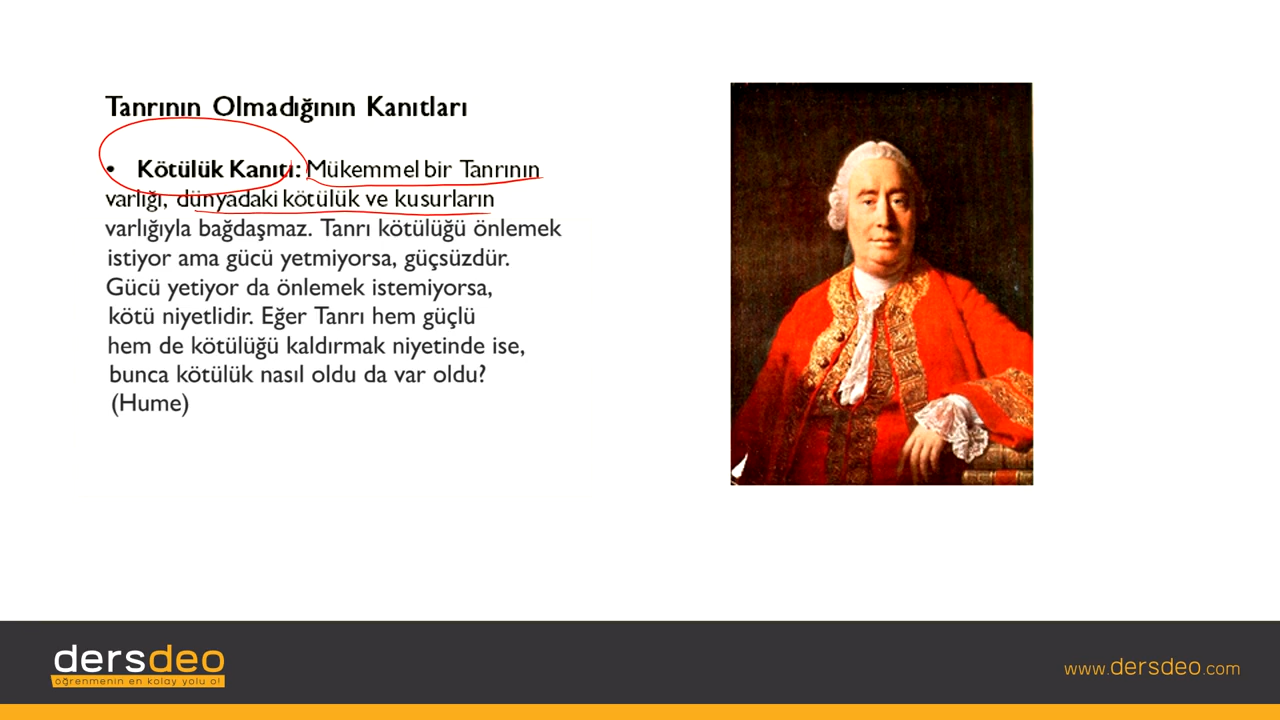 Tanrının Olmadığının Kanıtları
• Kötülük Kanıtı: Mükemmel bir Tanrının
varlığı, dünyadaki kötülük ve kusurların
varlığıyla bağdaşmaz. Tanrı kötülüğü önlemek
istiyor ama gücü yetmiyorsa, güçsüzdür.
Gücü yetiyor da önlemek istemiyorsa,
kötü niyetlidir. Eğer Tanrı hem güçlü
hem de kötülüğü kaldırmak niyetinde ise,
bunca kötülük nasıl oldu da var oldu?
(Hume)
dersdeo
öğrenmenin en kolay yolu o!
www.dersdeo.com